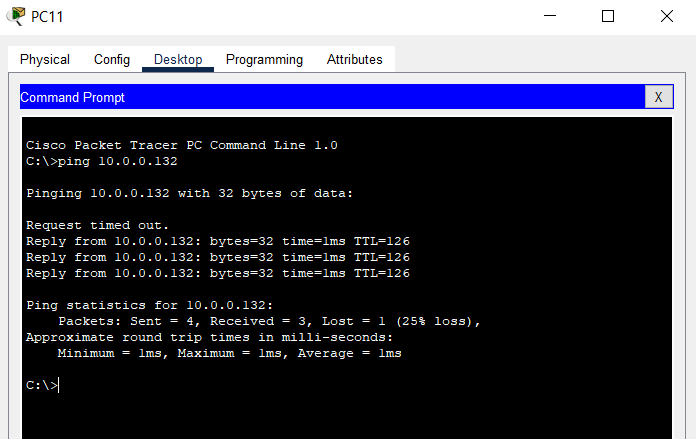 PC11
Physical Config Desktop Programming Attributes
Command Prompt X
Cisco Packet Tracer PC Command Line 1.0
C:\>ping 10.0.0.132
Pinging 10.0.0.132 with 32 bytes of data:
Request timed out.
Reply from 10.0.0.132: bytes=32 time=1ms TTL=126
Reply from 10.0.0.132: bytes=32 time=1ms TTL=126
Reply from 10.0.0.132: bytes=32 time=1ms TTL=126
Ping statistics for 10.0.0.132:
    Packets: Sent = 4, Received = 3, Lost = 1 (25% loss),
Approximate round trip times in milli-seconds:
    Minimum = 1ms, Maximum = 1ms, Average = 1ms
C:\>